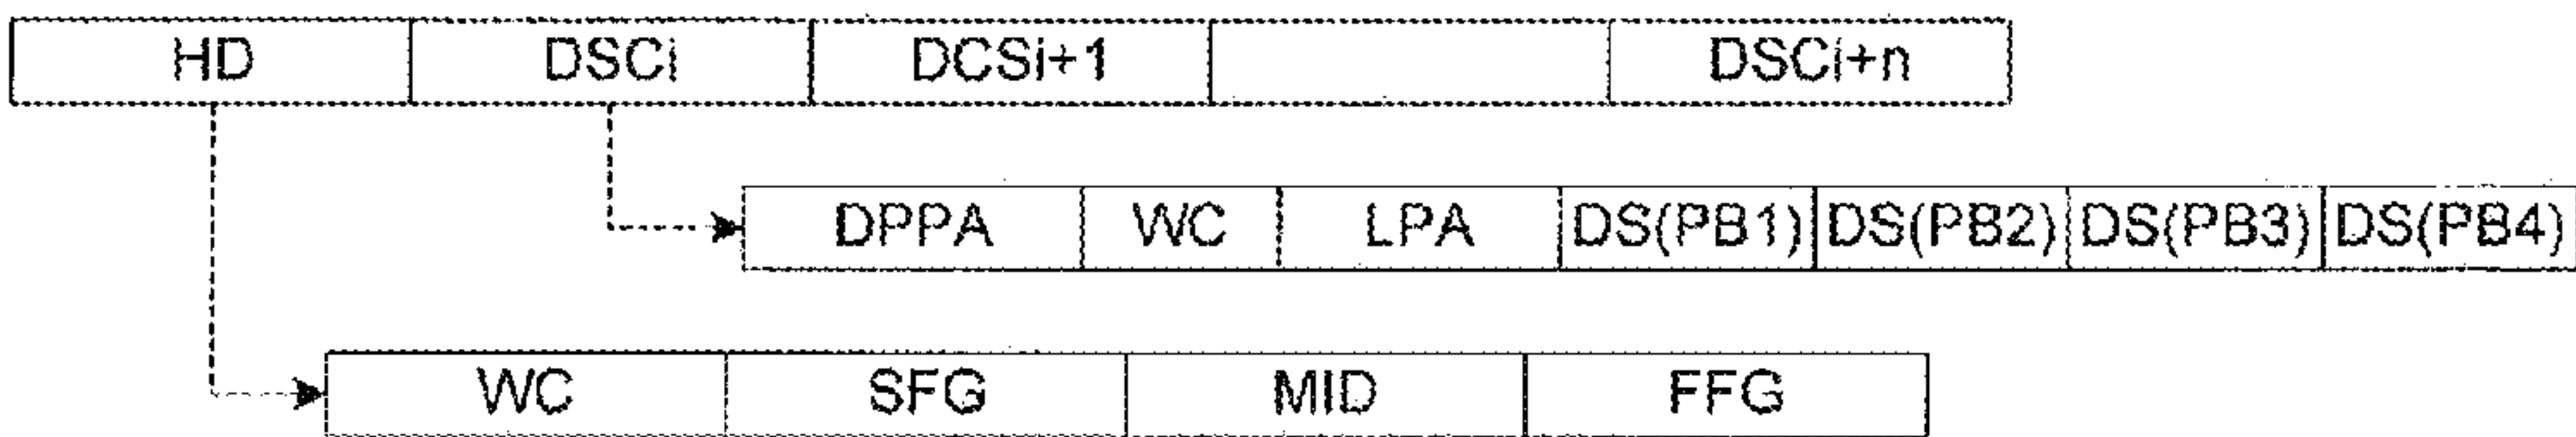 HD DSCi DCSi+1 DSCi+n
DPPA WC LPA DS(PB1) DS(PB2) DS(PB3) DS(PB4)
WC SFG MID FFG